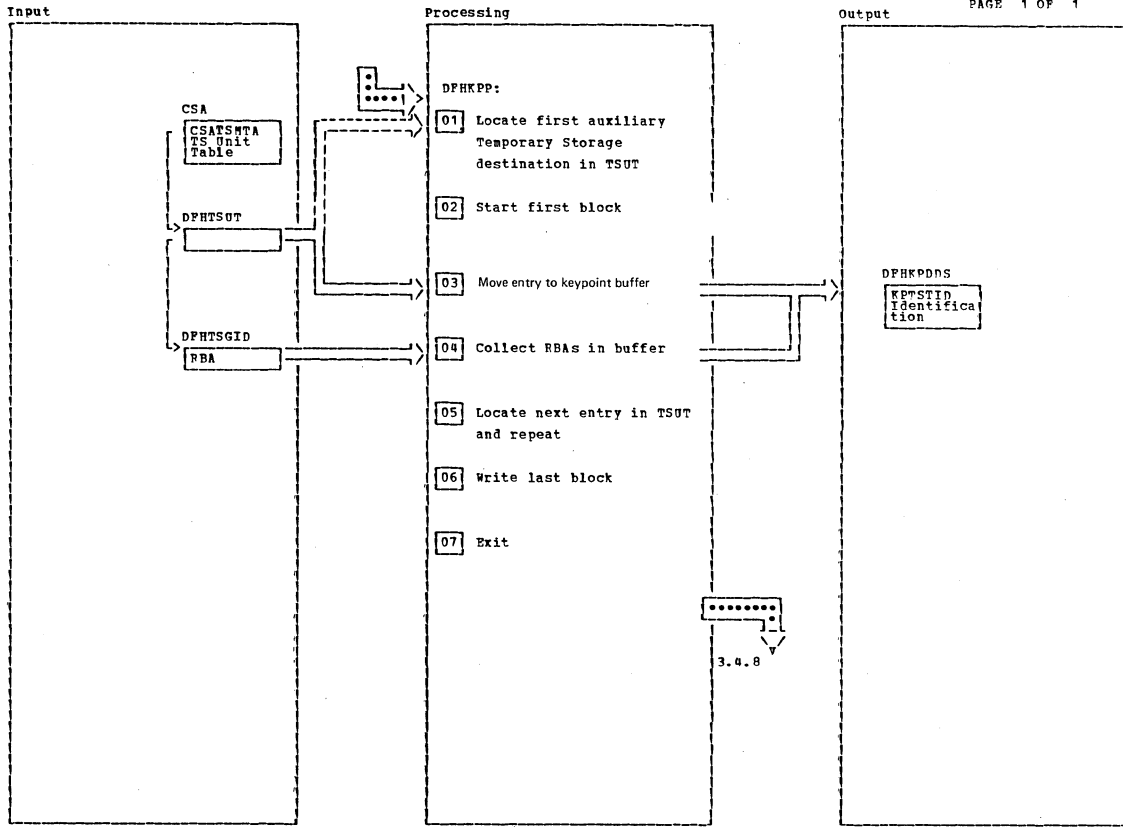 PAGE 1 OF 1
Input
Processing
Output
CSA
CSATSMTA
TS Unit
Table
DFHTSUT
DFHTSGID
RBA
DFHKPP:
01 Locate first auxiliary
Temporary Storage
destination in TSUT
02 Start first block
03 Move entry to keypoint buffer
04 Collect RBAs in buffer
05 Locate next entry in TSUT
and repeat
06 Write last block
07 Exit
3.4.8
DFHKPDDS
KPTSTID
Identifica
tion